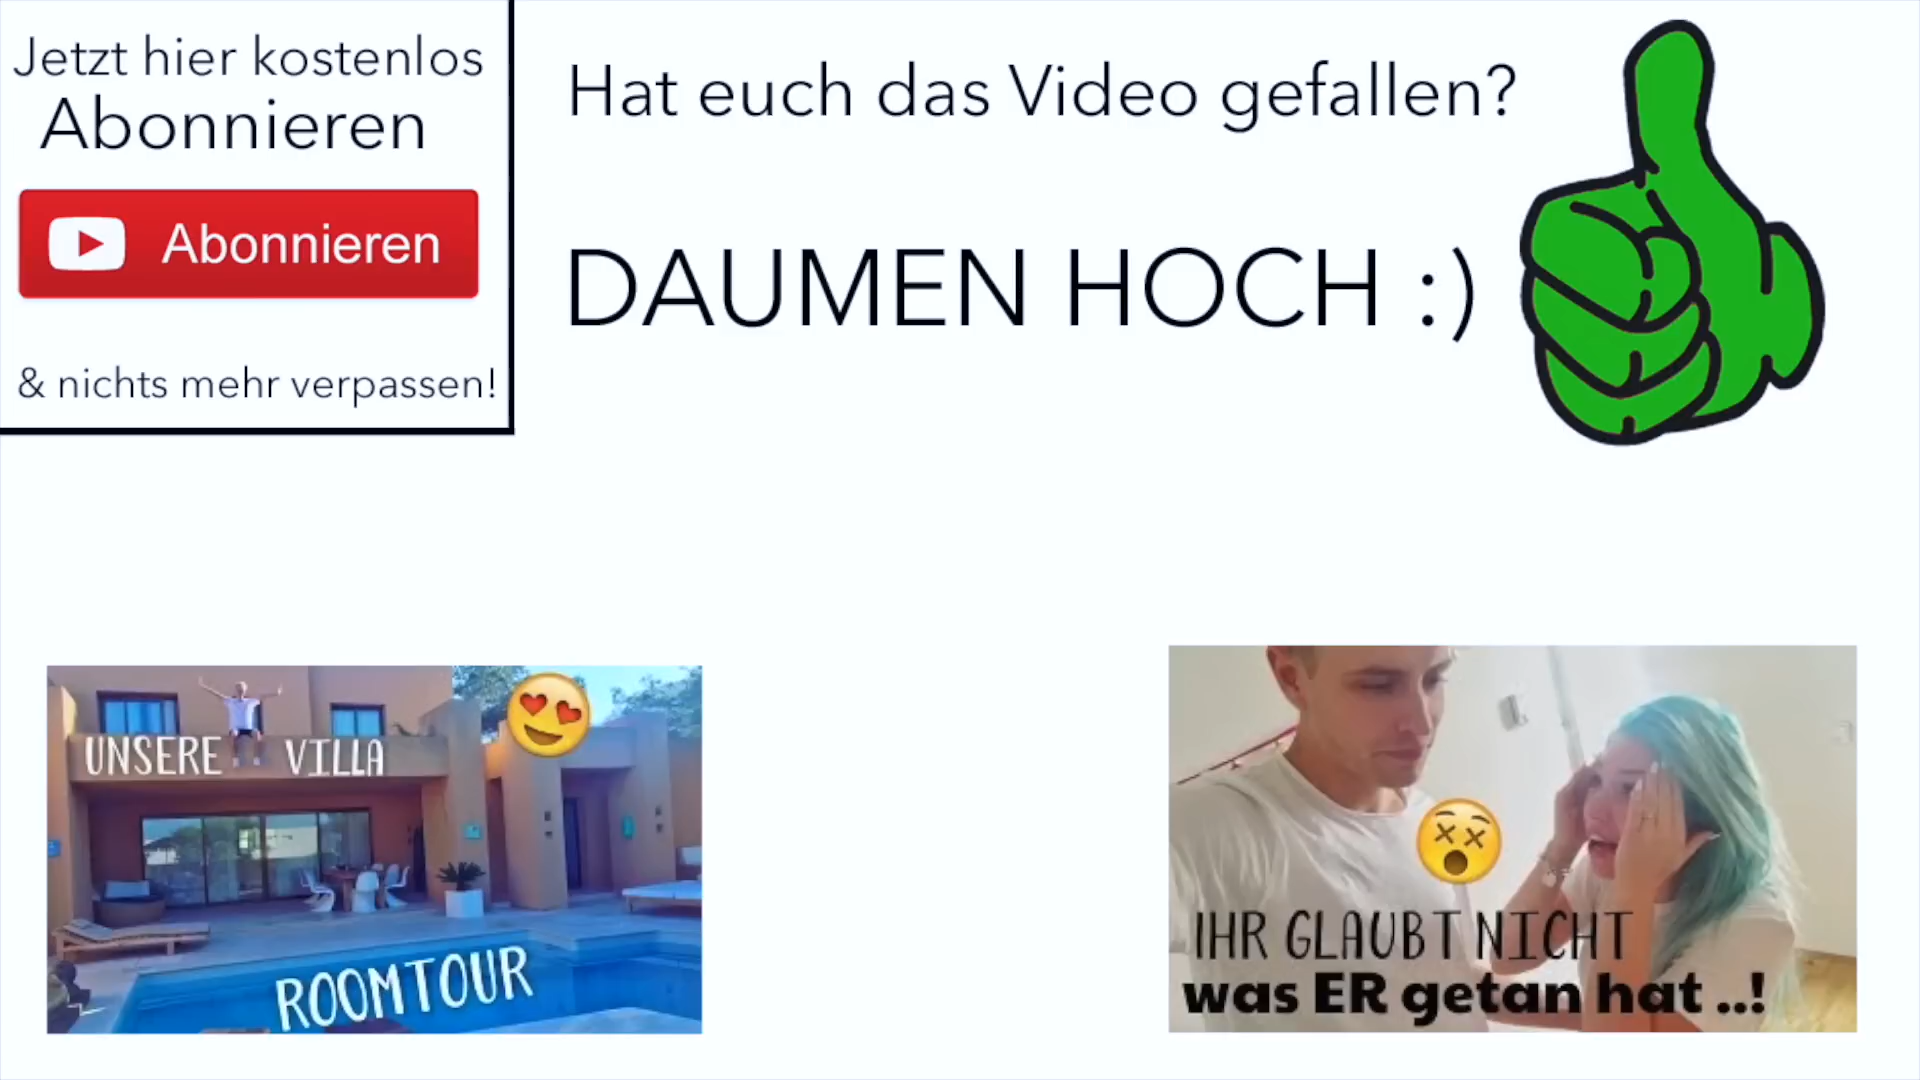 Jetzt hier kostenlos
Abonnieren
Abonnieren
& nichts mehr verpassen!
Hat euch das Video gefallen?
DAUMEN HOCH :)
UNSERE VILLA
ROOMTOUR
IHR GLAUBT NICHT
was ER getan hat ..!